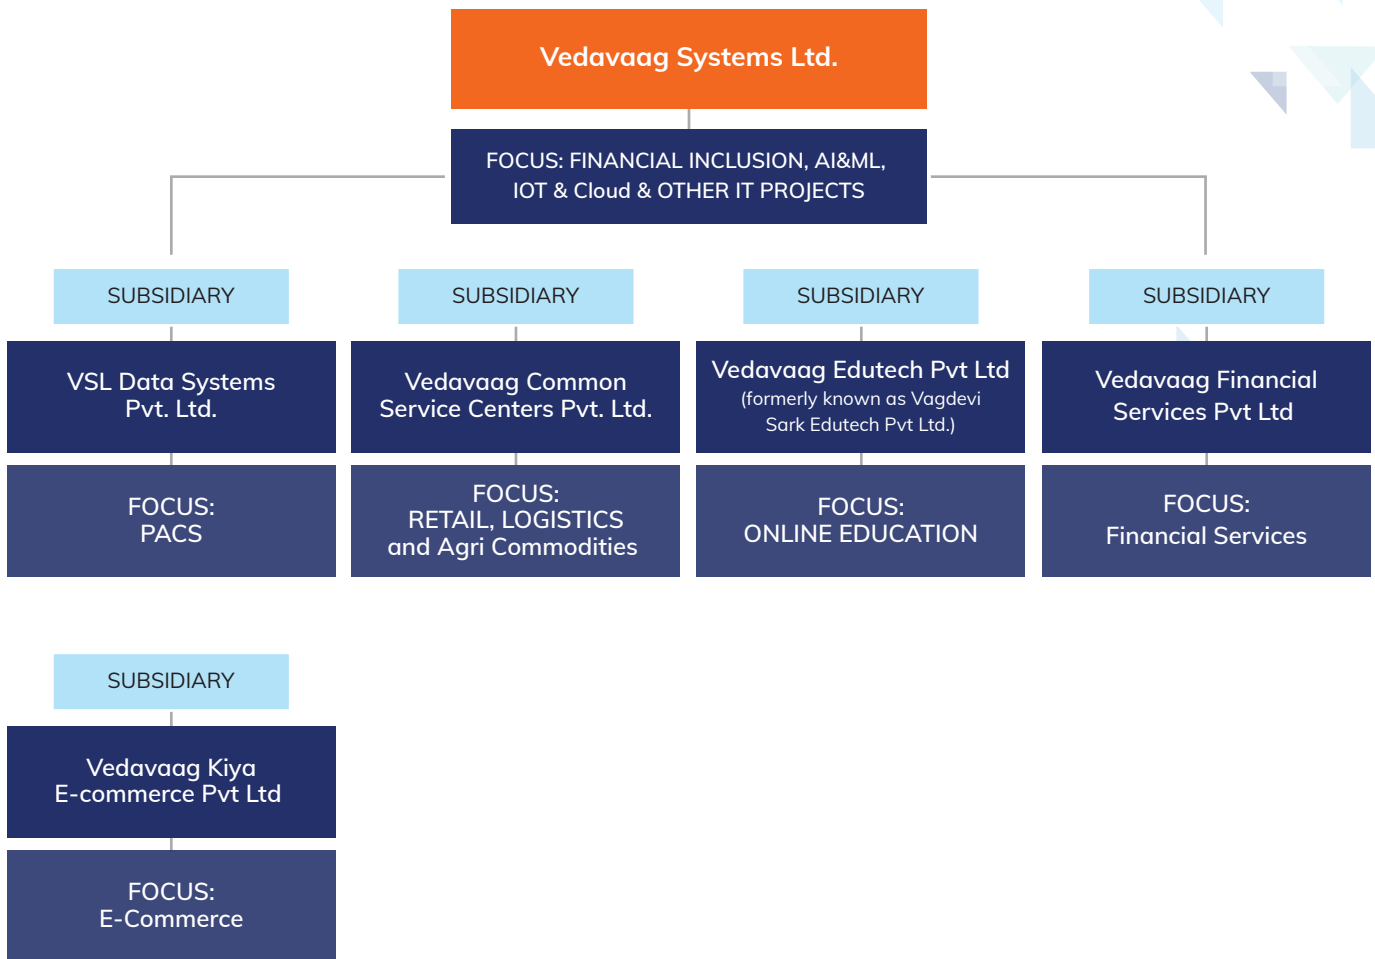 Vedavaag Systems Ltd.
FOCUS: FINANCIAL INCLUSION, AI&ML,
IOT & Cloud & OTHER IT PROJECTS
SUBSIDIARY
VSL Data Systems
Pvt. Ltd.
FOCUS:
PACS
SUBSIDIARY
Vedavaag Common
Service Centers Pvt. Ltd.
FOCUS:
RETAIL, LOGISTICS
and Agri Commodities
SUBSIDIARY
Vedavaag Edutech Pvt Ltd
(formerly known as Vagdevi
Sark Edutech Pvt Ltd.)
FOCUS:
ONLINE EDUCATION
SUBSIDIARY
Vedavaag Financial
Services Pvt Ltd
FOCUS:
Financial Services
SUBSIDIARY
Vedavaag Kiya
E-commerce Pvt Ltd
FOCUS:
E-Commerce